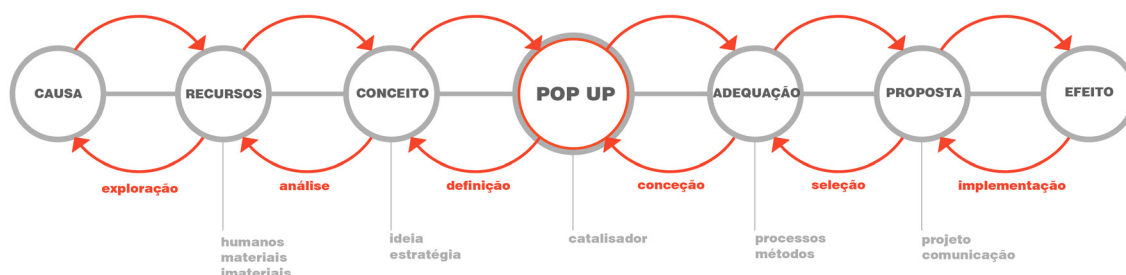 CAUSA
RECURSOS
CONCEITO
POP UP
ADEQUAÇÃO
PROPOSTA
EFEITO
exploração
análise
definição
conceção
seleção
implementação
humanos
materiais
imateriais
ideia
estratégia
catalisador
processos
métodos
projeto
comunicação